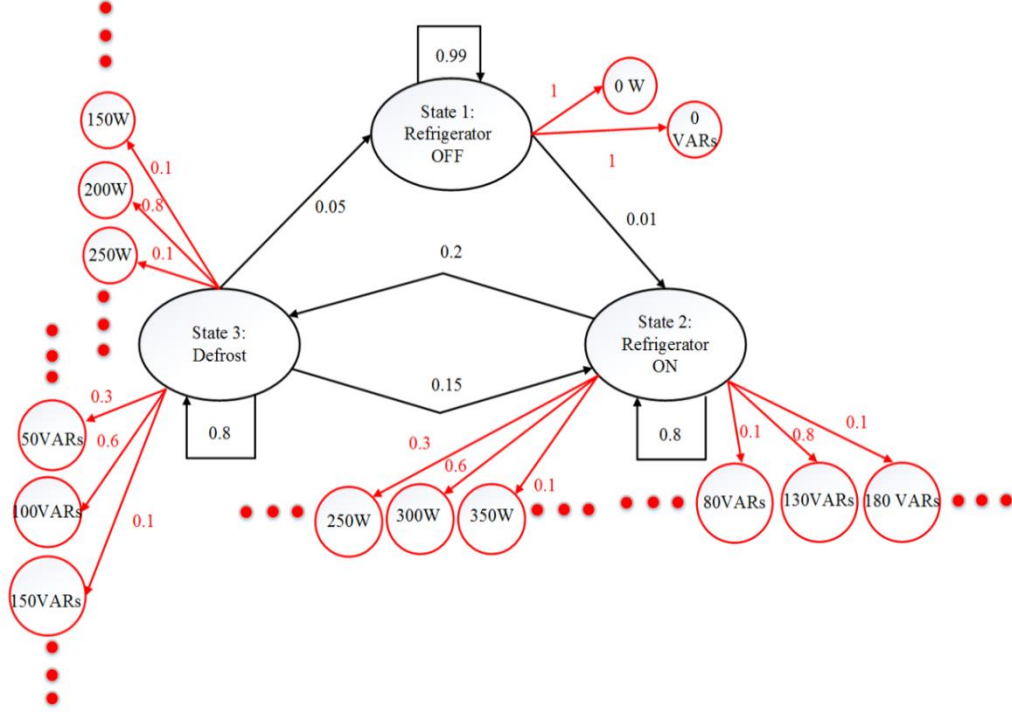 0.99
State 1:
Refrigerator
OFF
1
0 W
0
VARs
1
150W
0.1
200W
0.8
250W
0.1
0.05
0.01
0.2
State 3:
Defrost
State 2:
Refrigerator
ON
0.15
0.8
0.8
0.3
50VARs
0.6
100VARs
0.1
150VARs
0.3
0.6
0.1
250W
300W
350W
0.1
0.8
0.1
80VARs
130VARs
180 VARs